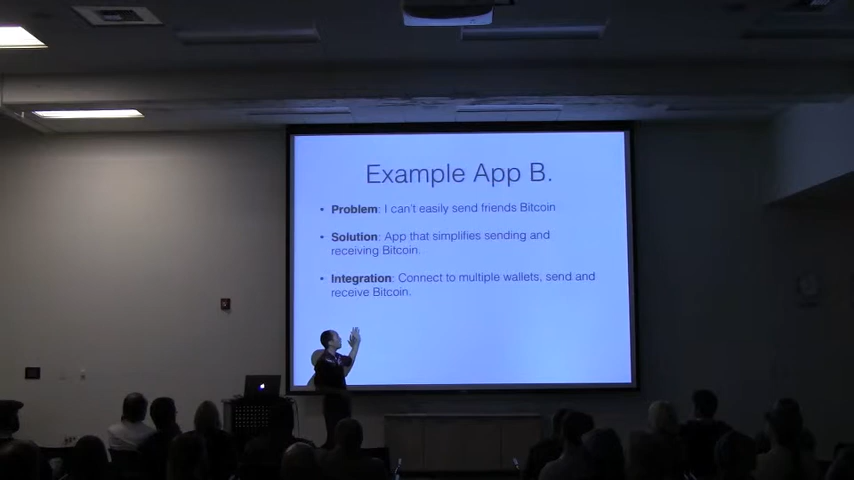 Example App B.
• Problem: I can't easily send friends Bitcoin
• Solution: App that simplifies sending and
receiving Bitcoin.
• Integration: Connect to multiple wallets, send and
receive Bitcoin.